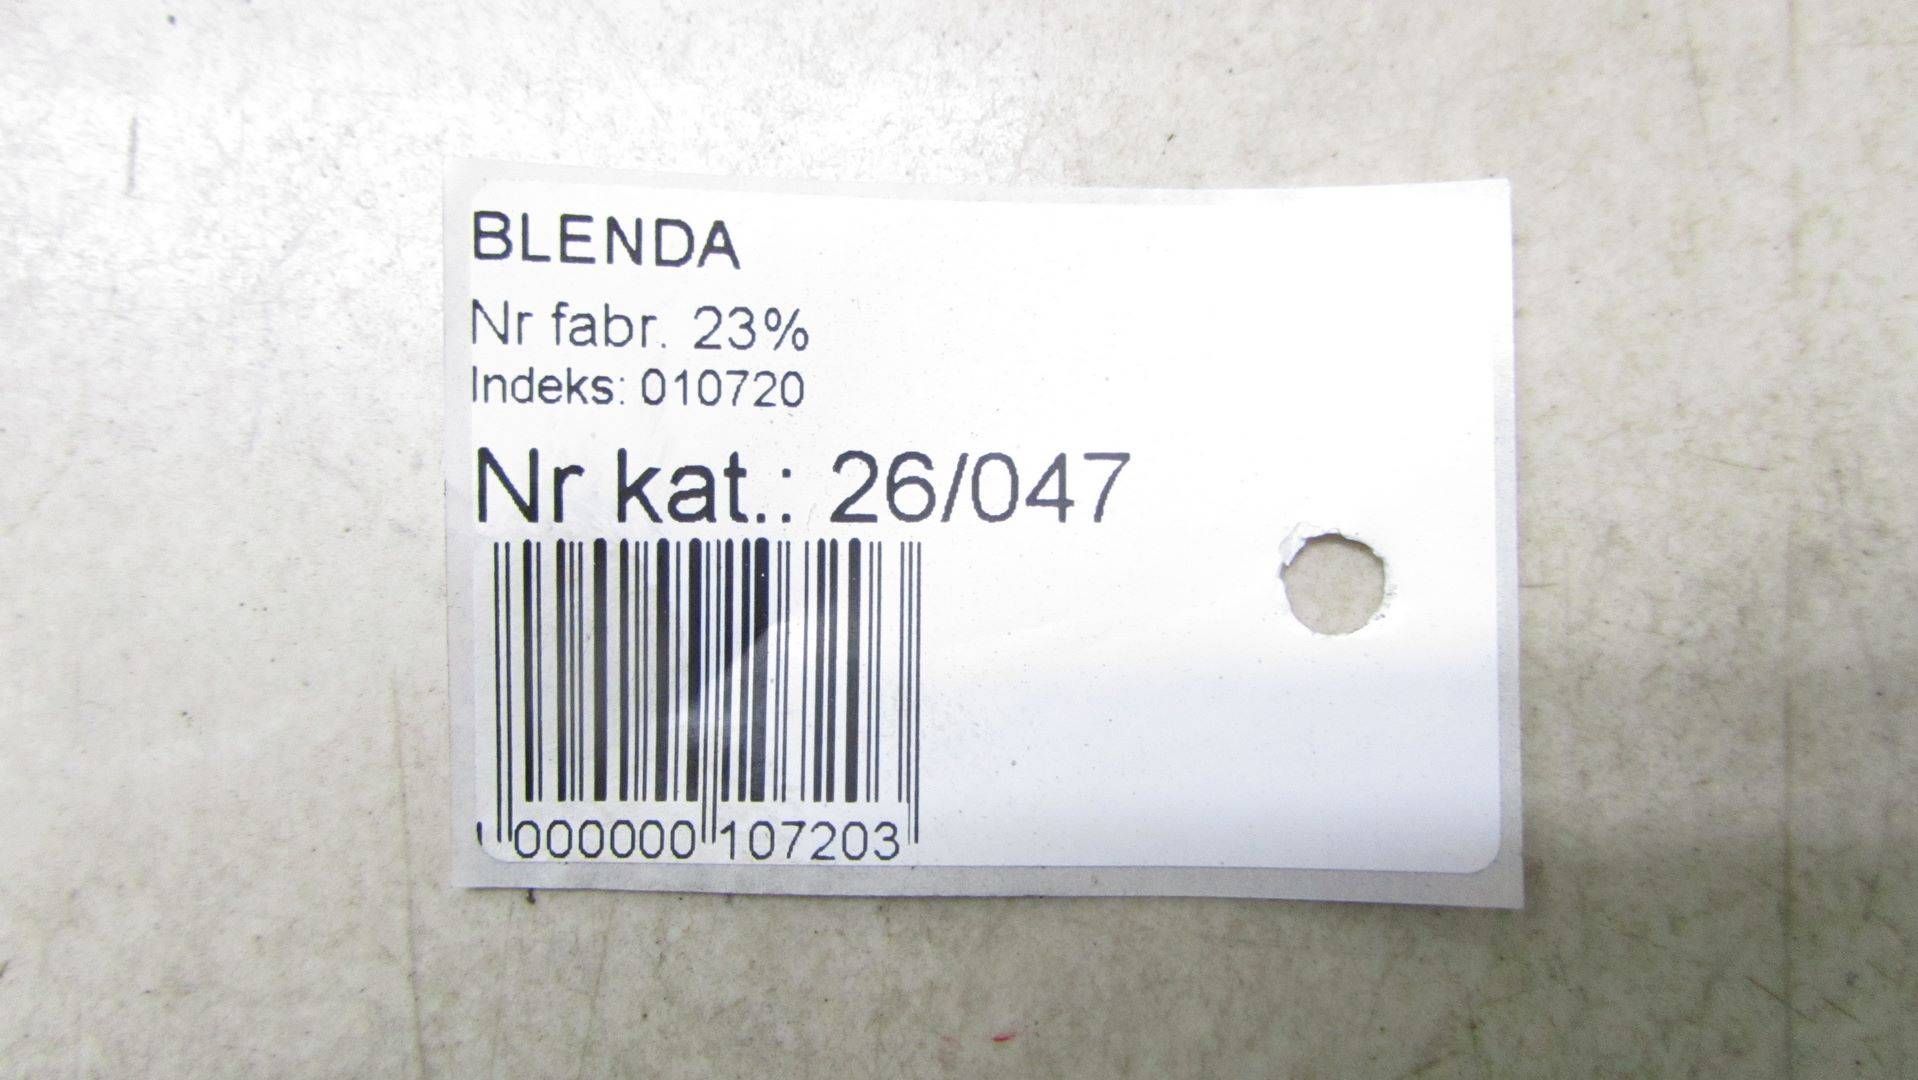 BLENDA
Nr fabr. 23%
Indeks: 010720
Nr kat.: 26/047
000000 107203